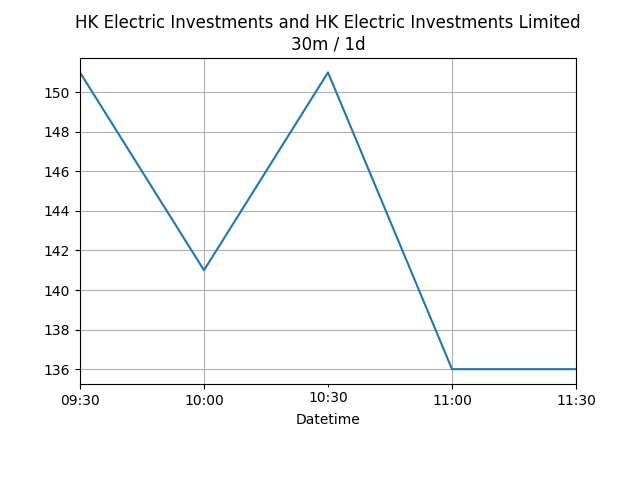 HK Electric Investments and HK Electric Investments Limited
30m / 1d
150
148
146
144
142
140
138
136
09:30 10:00 10:30 11:00 11:30
Datetime